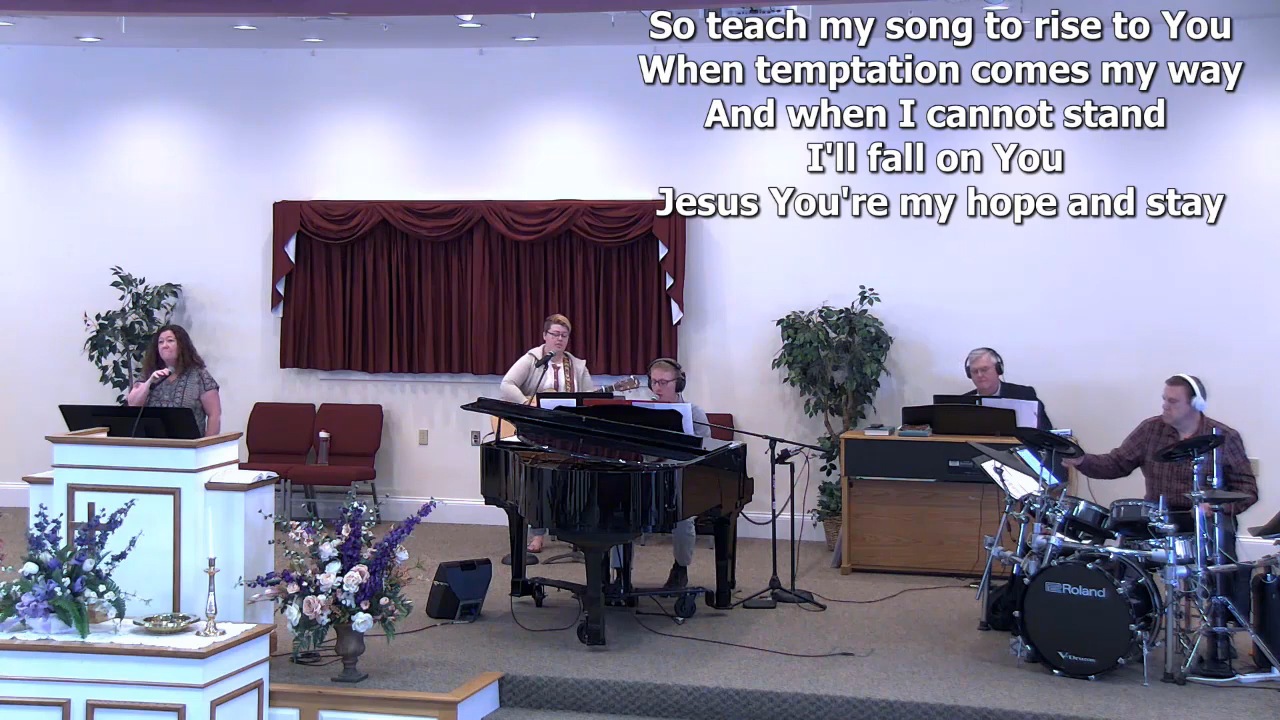 So teach my song to rise to You
When temptation comes my way
And when I cannot stand
I'll fall on You
Jesus You're my hope and stay
Roland
V-Drums